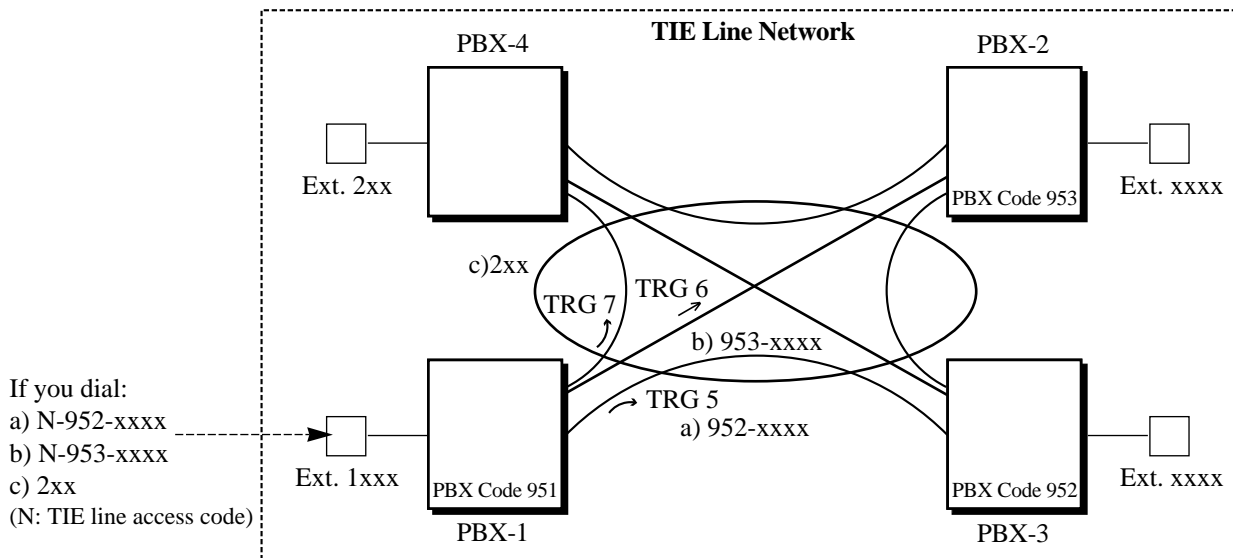 TIE Line Network
PBX-4
PBX-2
Ext. 2xx
PBX Code 953
Ext. xxxx
c)2xx
TRG 7
TRG 6
b) 953-xxxx
TRG 5
a) 952-xxxx
If you dial:
a) N-952-xxxx
b) N-953-xxxx
c) 2xx
(N: TIE line access code)
Ext. 1xxx
PBX Code 951
PBX-1
PBX Code 952
PBX-3
Ext. xxxx